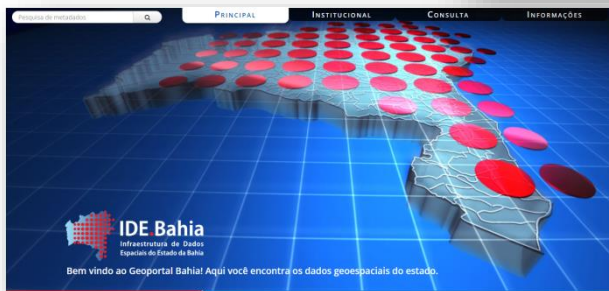 Pesquisa de metadados
PRINCIPAL
INSTITUCIONAL
CONSULTA
INFORMAÇÕES
IDE.Bahia
Infraestrutura de Dados
Espaciais do Estado da Bahia
Bem vindo ao Geoportal Bahia! Aqui você encontra os dados geoespaciais do estado.